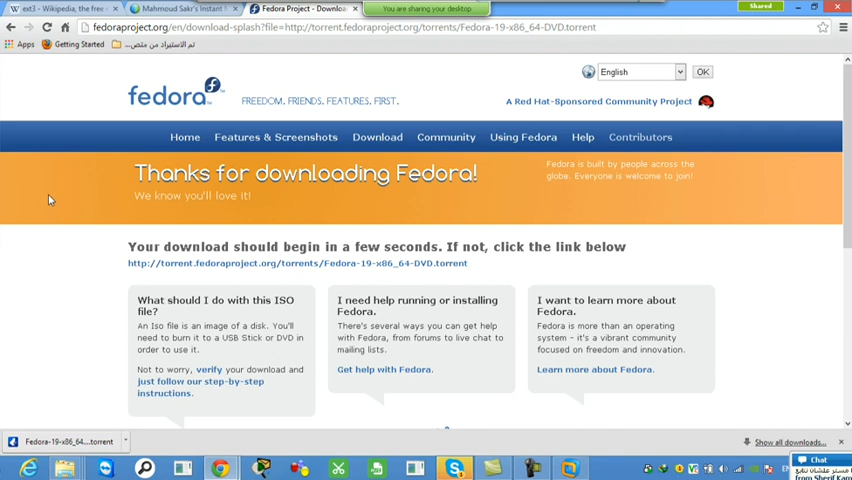 ext3 - Wikipedia, the free
Mahmoud Sakr's Instant
Fedora Project - Downloa
You are sharing your desktop
Shared
fedoraproject.org/en/download-splash?file=http://torrent.fedoraproject.org/torrents/Fedora-19-x86_64-DVD.torrent
Apps
Getting Started
تم الاستيراد من متص...
English
OK
fedora
FREEDOM. FRIENDS. FEATURES. FIRST.
A Red Hat-Sponsored Community Project
Home Features & Screenshots Download Community Using Fedora Help Contributors
Thanks for downloading Fedora!
We know you'll love it!
Fedora is built by people across the
globe. Everyone is welcome to join!
Your download should begin in a few seconds. If not, click the link below
http://torrent.fedoraproject.org/torrents/Fedora-19-x86_64-DVD.torrent
What should I do with this ISO
file?
An Iso file is an image of a disk. You'll
need to burn it to a USB Stick or DVD in
order to use it.
Not to worry, verify your download and
just follow our step-by-step
instructions.
I need help running or installing
Fedora.
There's several ways you can get help
with Fedora, from forums to live chat to
mailing lists.
Get help with Fedora.
I want to learn more about
Fedora.
Fedora is more than an operating
system – it's a vibrant community
focused on freedom and innovation.
Learn more about Fedora.
Fedora-19-x86_64....torrent
Show all downloads...
Chat
from Sherif Kam